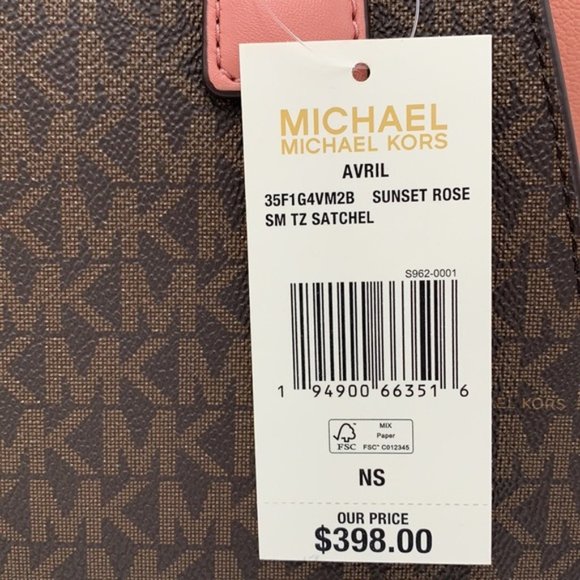 MICHAEL
MICHAEL KORS
AVRIL
35F1G4VM2B SUNSET ROSE
SM TZ SATCHEL
S962-0001
1 94900 66351 6
FSC
MIX
Paper
FSC® C012345
NS
OUR PRICE
$398.00
EL KORS